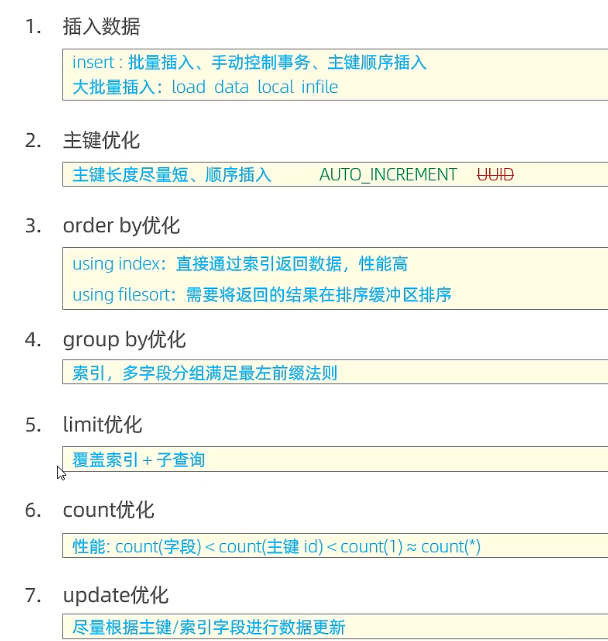 1. 插入数据
insert : 批量插入、手动控制事务、主键顺序插入
大批量插入：load data local infile
2. 主键优化
主键长度尽量短、顺序插入 AUTO_INCREMENT UUID
3. order by优化
using index：直接通过索引返回数据，性能高
using filesort：需要将返回的结果在排序缓冲区排序
4. group by优化
索引，多字段分组满足最左前缀法则
5. limit优化
覆盖索引 + 子查询
6. count优化
性能: count(字段) < count(主键 id) < count(1) ≈ count(*)
7. update优化
尽量根据主键/索引字段进行数据更新